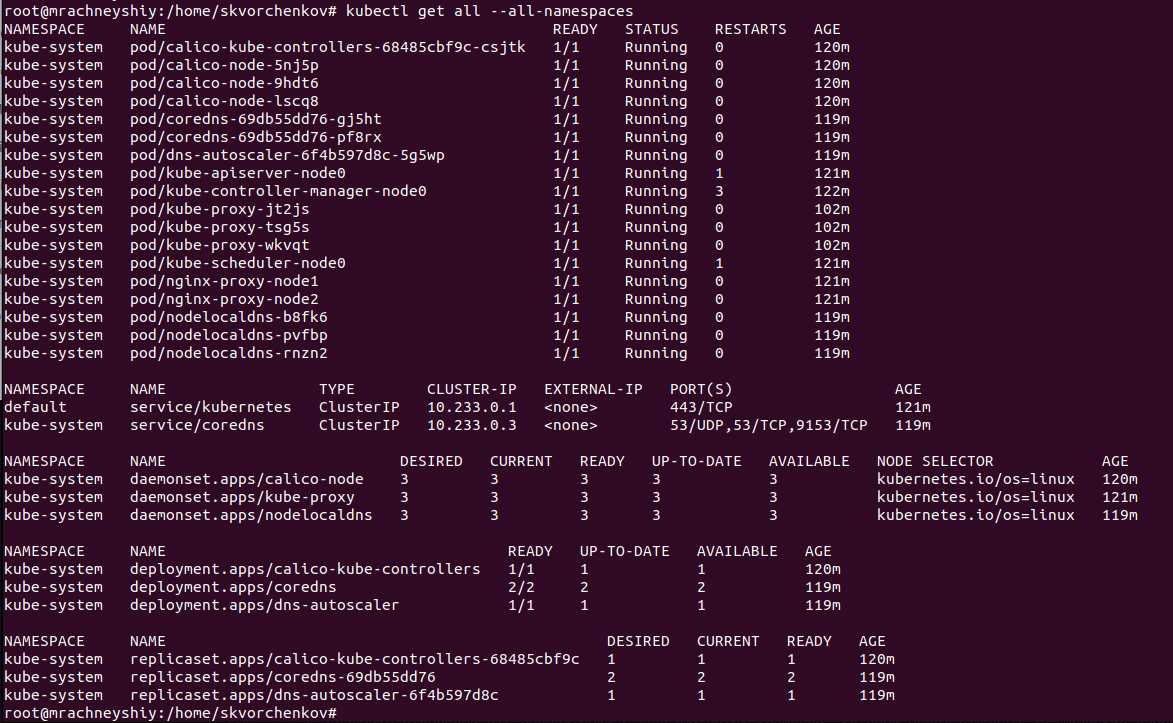 root@mrachneyshiy:/home/skvorchenkov# kubectl get all --all-namespaces
NAMESPACE     NAME                                           READY   STATUS    RESTARTS   AGE
kube-system   pod/calico-kube-controllers-68485cbf9c-csjtk   1/1     Running   0          120m
kube-system   pod/calico-node-5nj5p                          1/1     Running   0          120m
kube-system   pod/calico-node-9hdt6                          1/1     Running   0          120m
kube-system   pod/calico-node-lscq8                          1/1     Running   0          120m
kube-system   pod/coredns-69db55dd76-gj5ht                   1/1     Running   0          119m
kube-system   pod/coredns-69db55dd76-pf8rx                   1/1     Running   0          119m
kube-system   pod/dns-autoscaler-6f4b597d8c-5g5wp            1/1     Running   0          119m
kube-system   pod/kube-apiserver-node0                       1/1     Running   1          121m
kube-system   pod/kube-controller-manager-node0              1/1     Running   3          122m
kube-system   pod/kube-proxy-jt2js                           1/1     Running   0          102m
kube-system   pod/kube-proxy-tsg5s                           1/1     Running   0          102m
kube-system   pod/kube-proxy-wkvqt                           1/1     Running   0          102m
kube-system   pod/kube-scheduler-node0                       1/1     Running   1          121m
kube-system   pod/nginx-proxy-node1                          1/1     Running   0          121m
kube-system   pod/nginx-proxy-node2                          1/1     Running   0          121m
kube-system   pod/nodelocaldns-b8fk6                         1/1     Running   0          119m
kube-system   pod/nodelocaldns-pvfbp                         1/1     Running   0          119m
kube-system   pod/nodelocaldns-rnzn2                         1/1     Running   0          119m
NAMESPACE     NAME                 TYPE        CLUSTER-IP   EXTERNAL-IP   PORT(S)                  AGE
default       service/kubernetes   ClusterIP   10.233.0.1   <none>        443/TCP                  121m
kube-system   service/coredns      ClusterIP   10.233.0.3   <none>        53/UDP,53/TCP,9153/TCP   119m
NAMESPACE     NAME                          DESIRED   CURRENT   READY   UP-TO-DATE   AVAILABLE   NODE SELECTOR            AGE
kube-system   daemonset.apps/calico-node    3         3         3       3            3           kubernetes.io/os=linux   120m
kube-system   daemonset.apps/kube-proxy     3         3         3       3            3           kubernetes.io/os=linux   121m
kube-system   daemonset.apps/nodelocaldns   3         3         3       3            3           kubernetes.io/os=linux   119m
NAMESPACE     NAME                                      READY   UP-TO-DATE   AVAILABLE   AGE
kube-system   deployment.apps/calico-kube-controllers   1/1     1            1           120m
kube-system   deployment.apps/coredns                   2/2     2            2           119m
kube-system   deployment.apps/dns-autoscaler            1/1     1            1           119m
NAMESPACE     NAME                                                 DESIRED   CURRENT   READY   AGE
kube-system   replicaset.apps/calico-kube-controllers-68485cbf9c   1         1         1       120m
kube-system   replicaset.apps/coredns-69db55dd76                   2         2         2       119m
kube-system   replicaset.apps/dns-autoscaler-6f4b597d8c            1         1         1       119m
root@mrachneyshiy:/home/skvorchenkov#